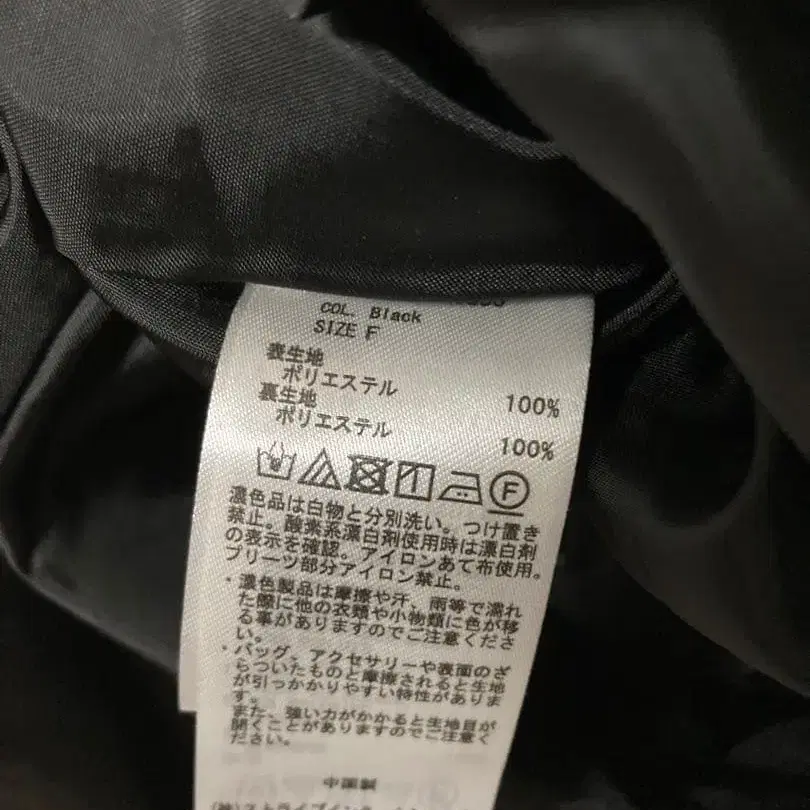 COL. Black
SIZE F
表生地
ポリエステル 100%
裏生地
ポリエステル 100%
F
濃色品は白物と分別洗い。つけ置き
禁止。酸素系漂白剤使用時は漂白剤
の表示を確認。アイロンあて布使用。
プリーツ部分アイロン禁止。
・濃色製品は摩擦や汗、雨等で濡れ
た際に他の衣類や小物類に色が移
る事がありますのでご注意くださ
い。
・バッグ、アクセサリーや表面のざ
らついたものと摩擦されると生地
が引っかかりやすい特性がありま
す。
また、強い力がかかると生地目が
開くことがありますのでご注意く
ださい。
中国製